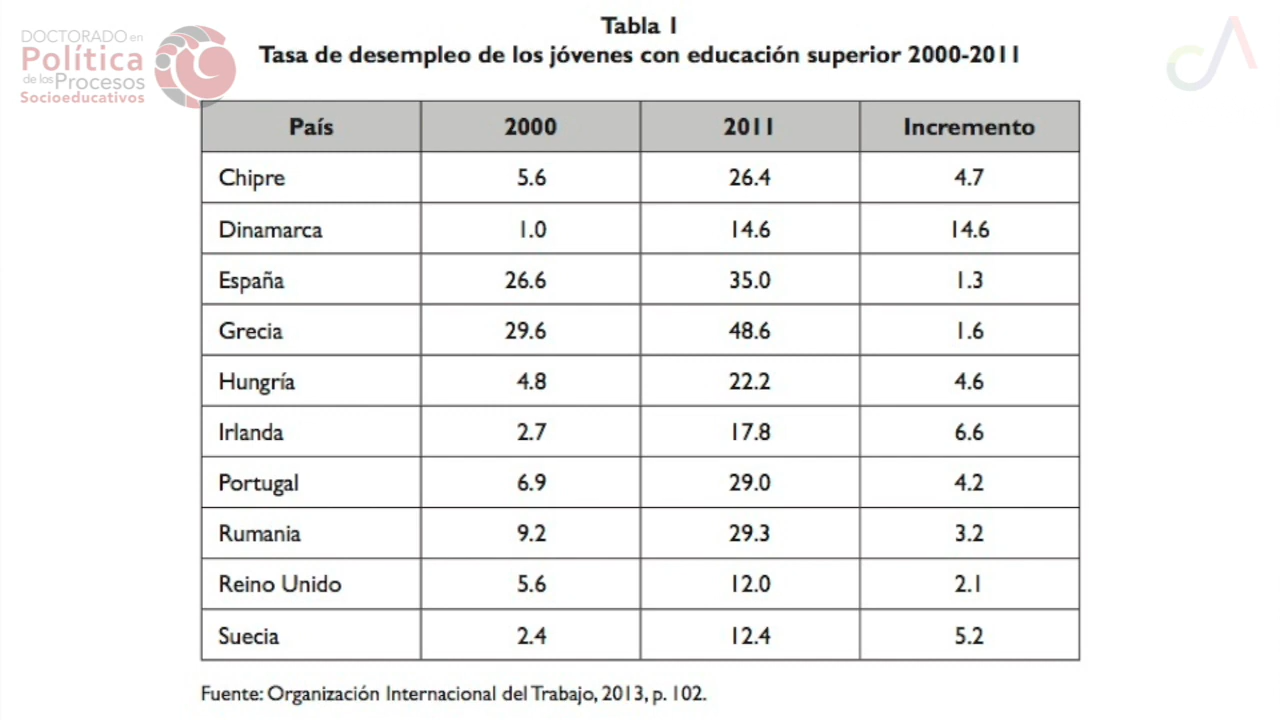 DOCTORADO en
Política
de los Procesos
Socioeducativos
Tabla 1
Tasa de desempleo de los jóvenes con educación superior 2000-2011
País 2000 2011 Incremento
Chipre 5.6 26.4 4.7
Dinamarca 1.0 14.6 14.6
España 26.6 35.0 1.3
Grecia 29.6 48.6 1.6
Hungría 4.8 22.2 4.6
Irlanda 2.7 17.8 6.6
Portugal 6.9 29.0 4.2
Rumania 9.2 29.3 3.2
Reino Unido 5.6 12.0 2.1
Suecia 2.4 12.4 5.2
Fuente: Organización Internacional del Trabajo, 2013, p. 102.